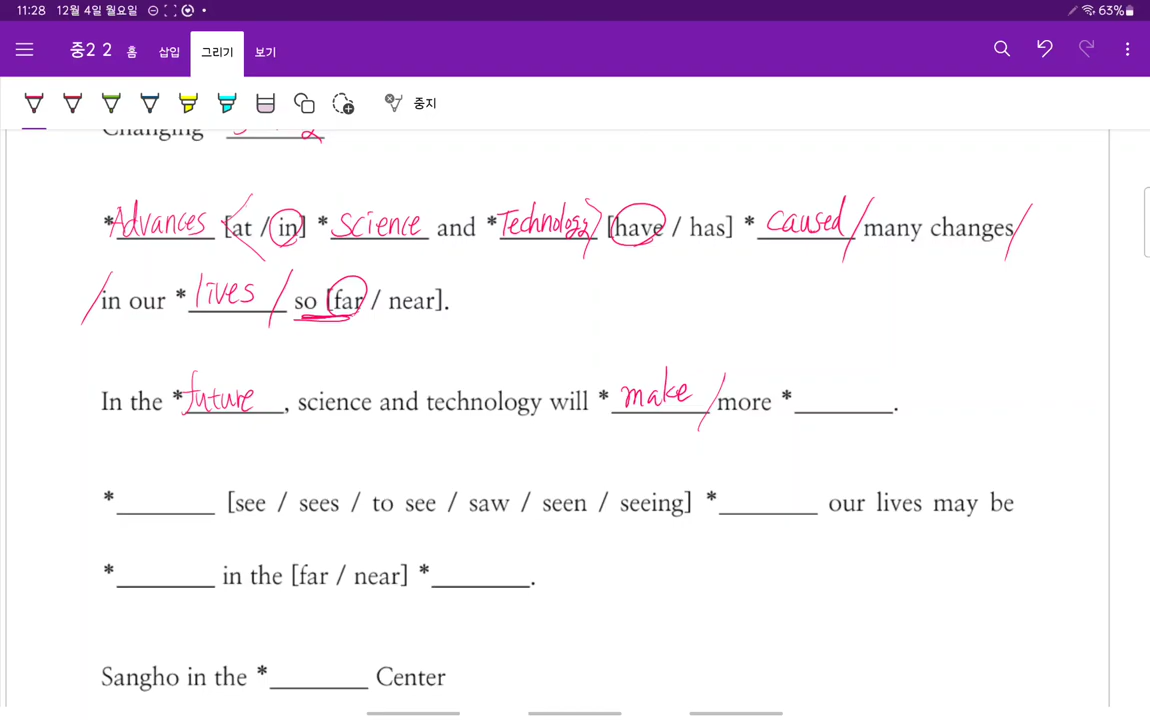 11:28 12월 4일 월요일 63%
중2 2 홈 삽입 그리기 보기
중지
Changing
*Advances [at / in] *science and *Technology [have / has] *caused many changes
in our *lives so [far / near].
In the *future, science and technology will *make more *________.
*________ [see / sees / to see / saw / seen / seeing] *________ our lives may be
*________ in the [far / near] *________.
Sangho in the *________ Center